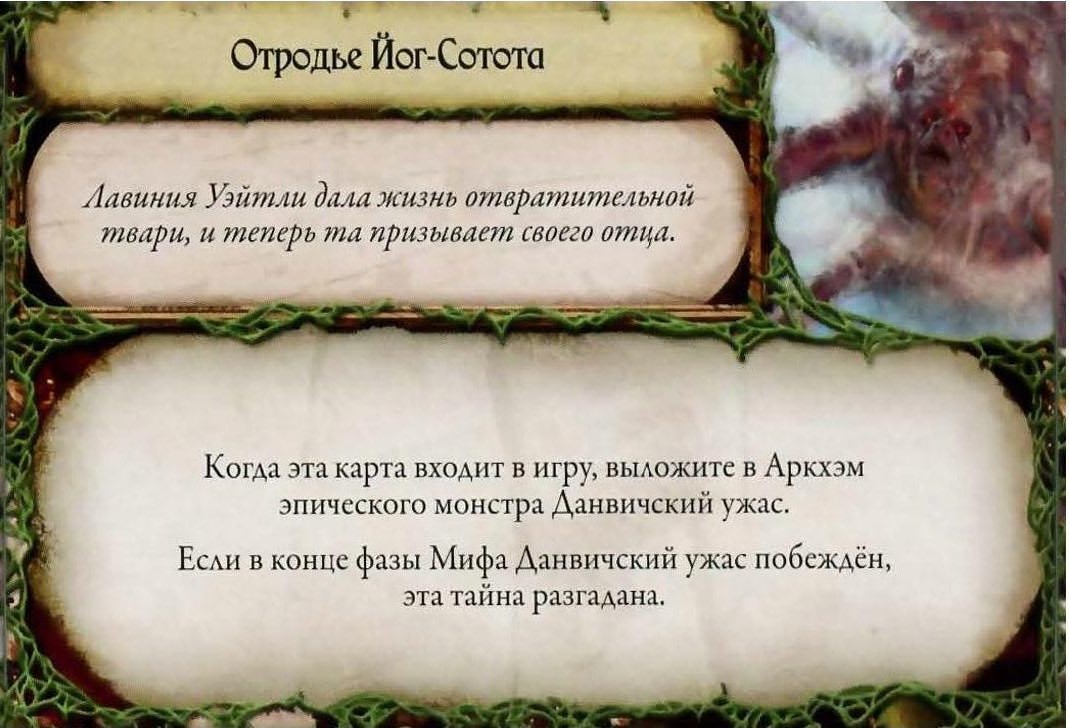 Отродье Йог-Сотота
Лавиния Уэйтли дала жизнь отвратительной
твари, и теперь та призывает своего отца.
Когда эта карта входит в игру, выложите в Аркхэм
эпического монстра Данвичский ужас.
Если в конце фазы Мифа Данвичский ужас побеждён,
эта тайна разгадана.